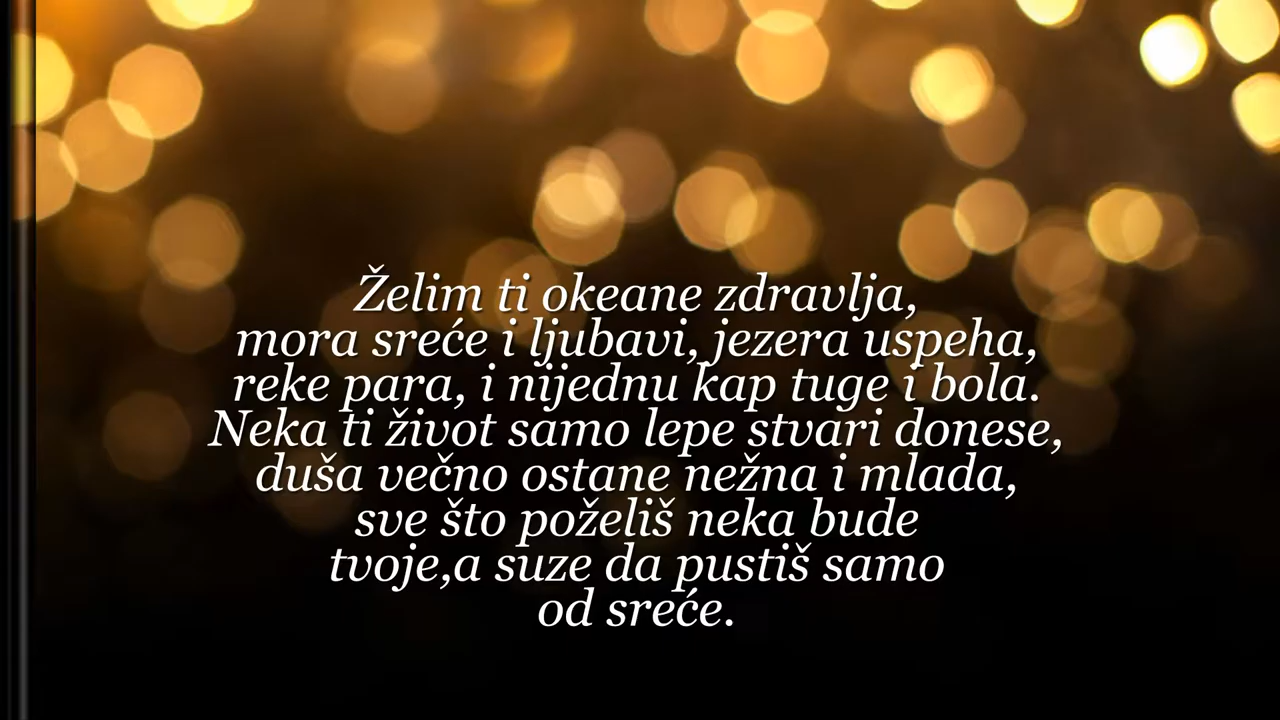 Želim ti okeane zdravlja,
mora sreće i ljubavi, jezera uspeha,
reke para, i nijednu kap tuge i bola.
Neka ti život samo lepe stvari donese,
duša večno ostane nežna i mlada,
sve što poželiš neka bude
tvoje,a suze da pustiš samo
od sreće.